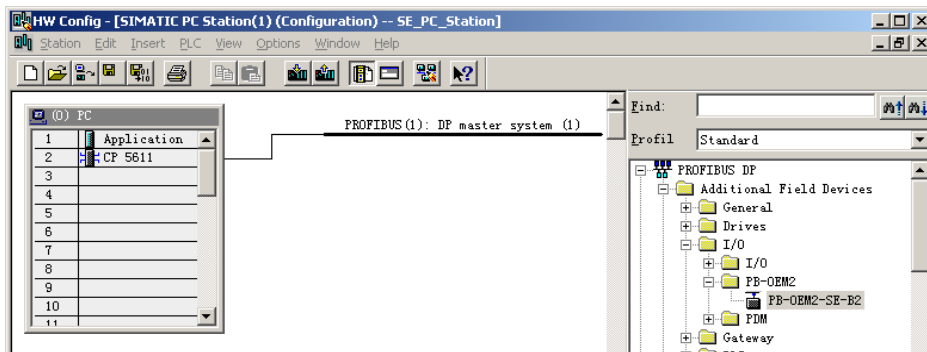 HW Config - [SIMATIC PC Station(1) (Configuration) -- SE_PC_Station]
Station Edit Insert PLC View Options Window Help
(0) PC
1 Application
2 CP 5611
3
4
5
6
7
8
9
10
11
PROFIBUS(1): DP master system (1)
Find:
Profil Standard
PROFIBUS DP
Additional Field Devices
General
Drives
I/O
I/O
PB-OEM2
PB-OEM2-SE-B2
PDM
Gateway